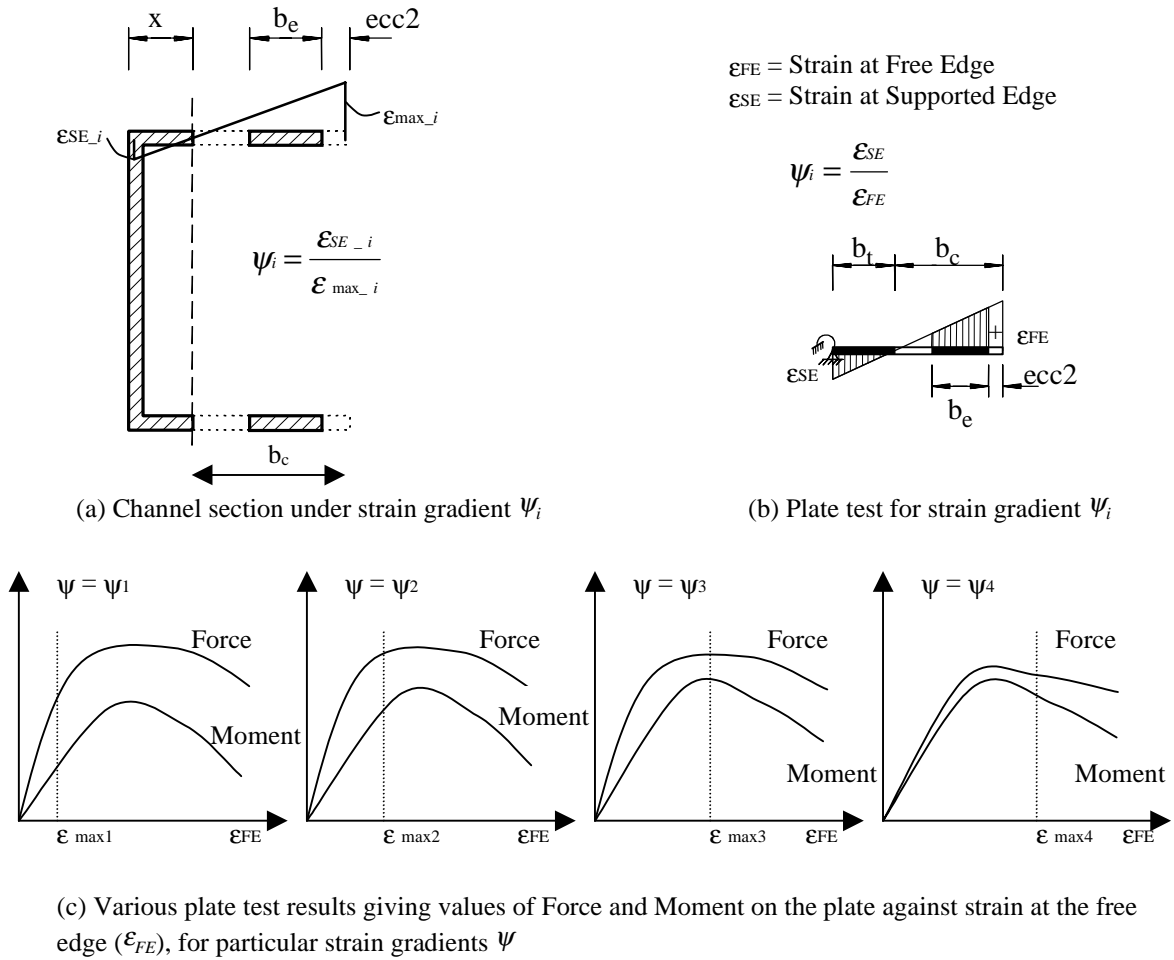 x
b_e
ecc2
ε_SE_i
ε_max_i
ψ_i = ε_SE_i / ε_max_i
b_c
(a) Channel section under strain gradient ψ_i
ε_FE = Strain at Free Edge
ε_SE = Strain at Supported Edge
ψ_i = ε_SE / ε_FE
b_t
b_c
+
ε_FE
ε_SE
ecc2
b_e
(b) Plate test for strain gradient ψ_i
ψ = ψ1
Force
Moment
ε max1
ε_FE
ψ = ψ2
Force
Moment
ε max2
ε_FE
ψ = ψ3
Force
Moment
ε max3
ε_FE
ψ = ψ4
Force
Moment
ε max4
ε_FE
(c) Various plate test results giving values of Force and Moment on the plate against strain at the free
edge (ε_FE), for particular strain gradients ψ